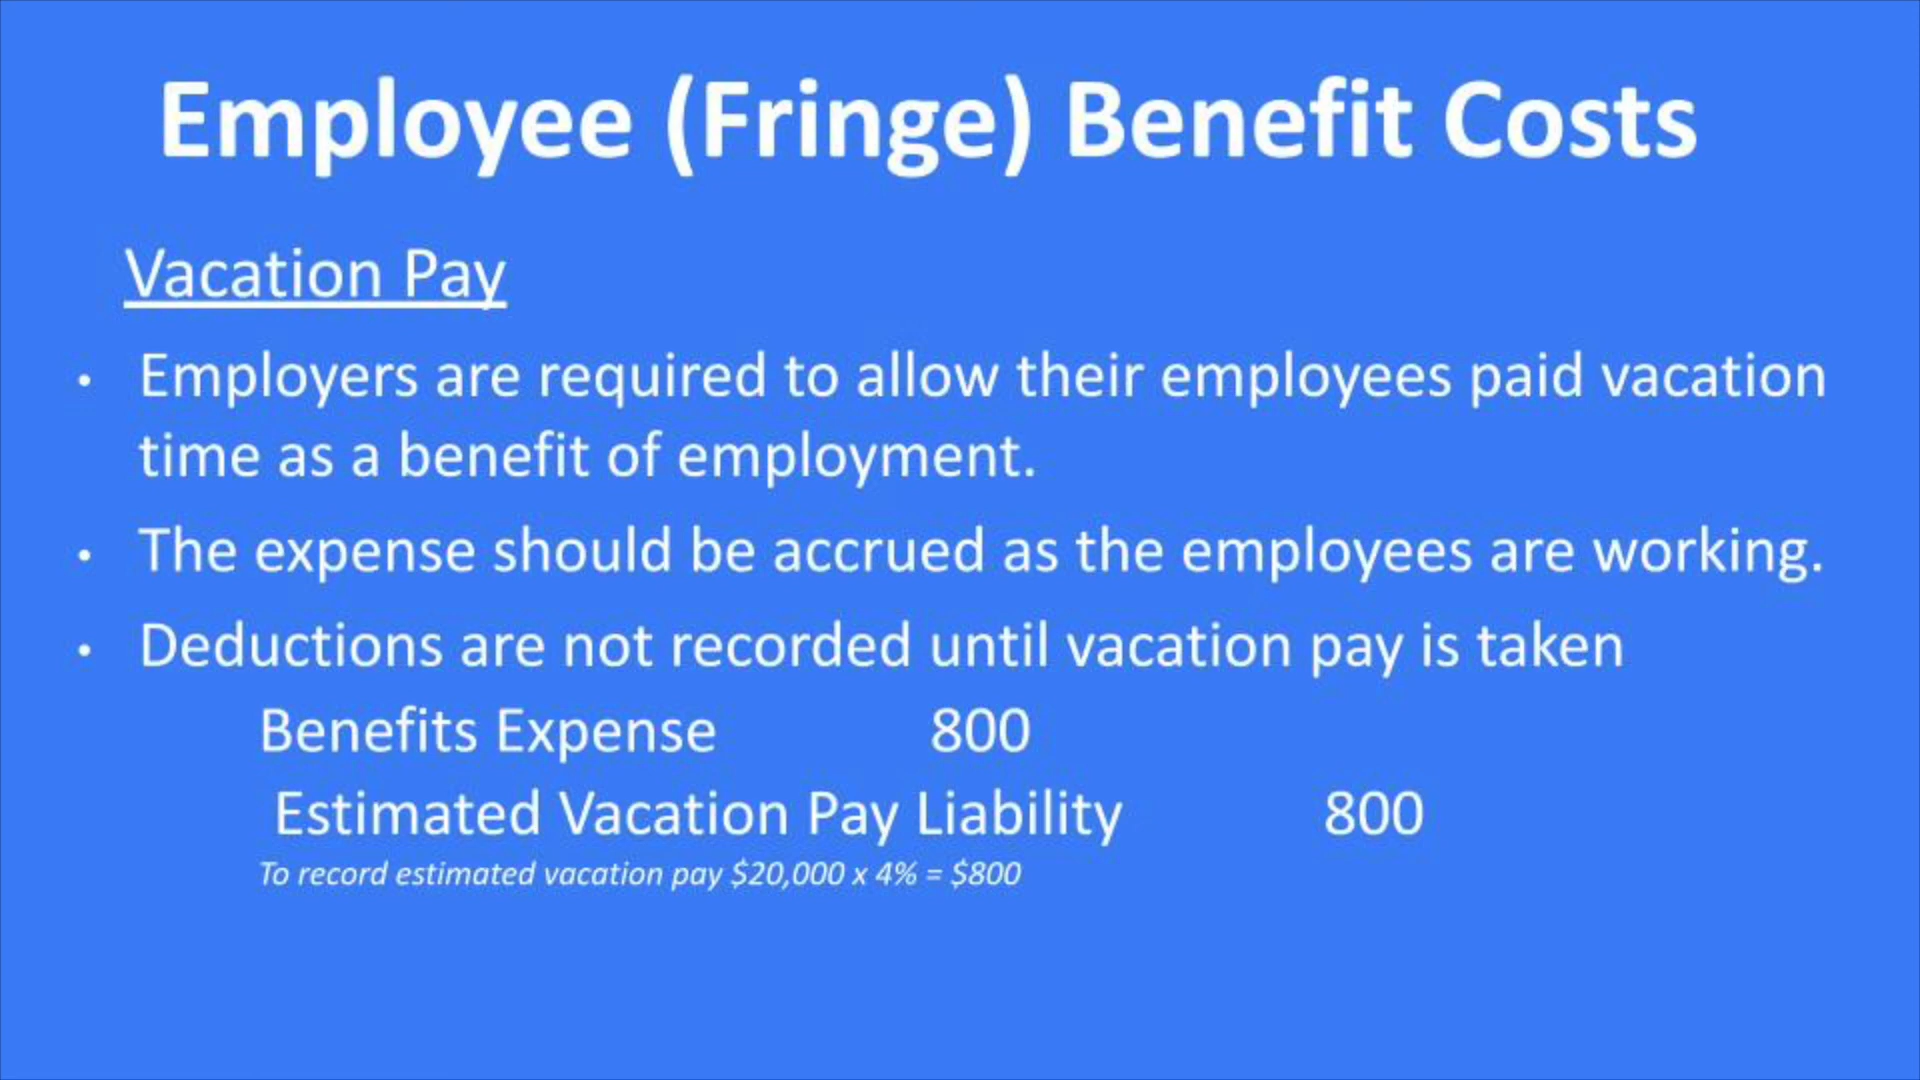 Employee (Fringe) Benefit Costs
Vacation Pay
• Employers are required to allow their employees paid vacation
time as a benefit of employment.
• The expense should be accrued as the employees are working.
• Deductions are not recorded until vacation pay is taken
Benefits Expense 800
Estimated Vacation Pay Liability 800
To record estimated vacation pay $20,000 x 4% = $800